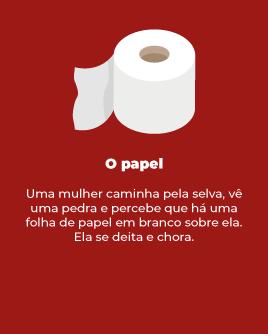 O papel
Uma mulher caminha pela selva, vê
uma pedra e percebe que há uma
folha de papel em branco sobre ela.
Ela se deita e chora.